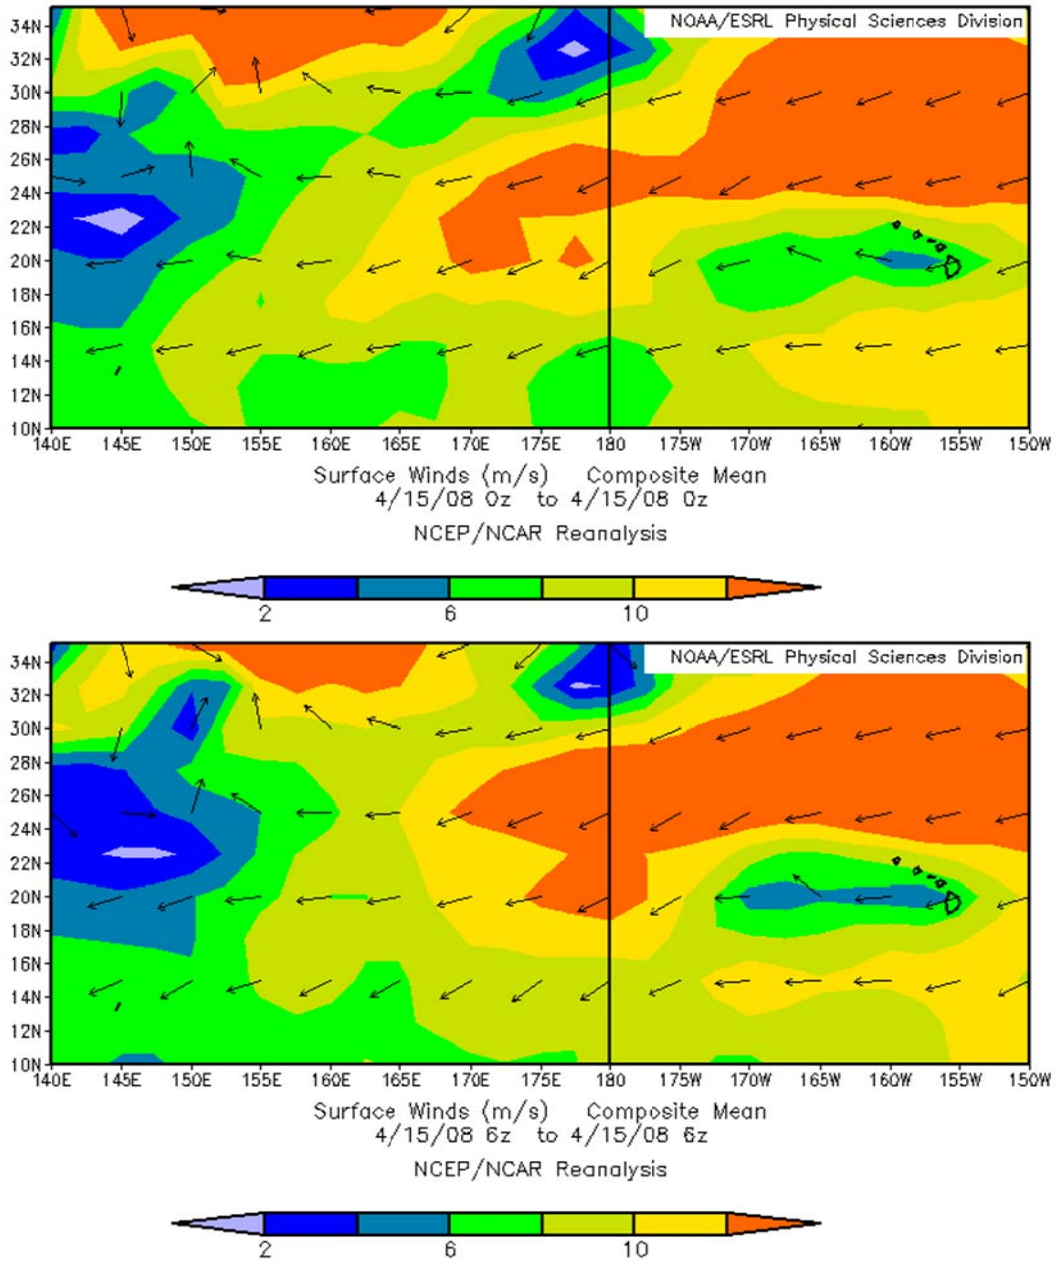 NOAA/ESRL Physical Sciences Division
34N
32N
30N
28N
26N
24N
22N
20N
18N
16N
14N
12N
10N
140E 145E 150E 155E 160E 165E 170E 175E 180 175W 170W 165W 160W 155W 150W
Surface Winds (m/s) Composite Mean
4/15/08 0z to 4/15/08 0z
NCEP/NCAR Reanalysis
2 6 10
NOAA/ESRL Physical Sciences Division
34N
32N
30N
28N
26N
24N
22N
20N
18N
16N
14N
12N
10N
140E 145E 150E 155E 160E 165E 170E 175E 180 175W 170W 165W 160W 155W 150W
Surface Winds (m/s) Composite Mean
4/15/08 6z to 4/15/08 6z
NCEP/NCAR Reanalysis
2 6 10